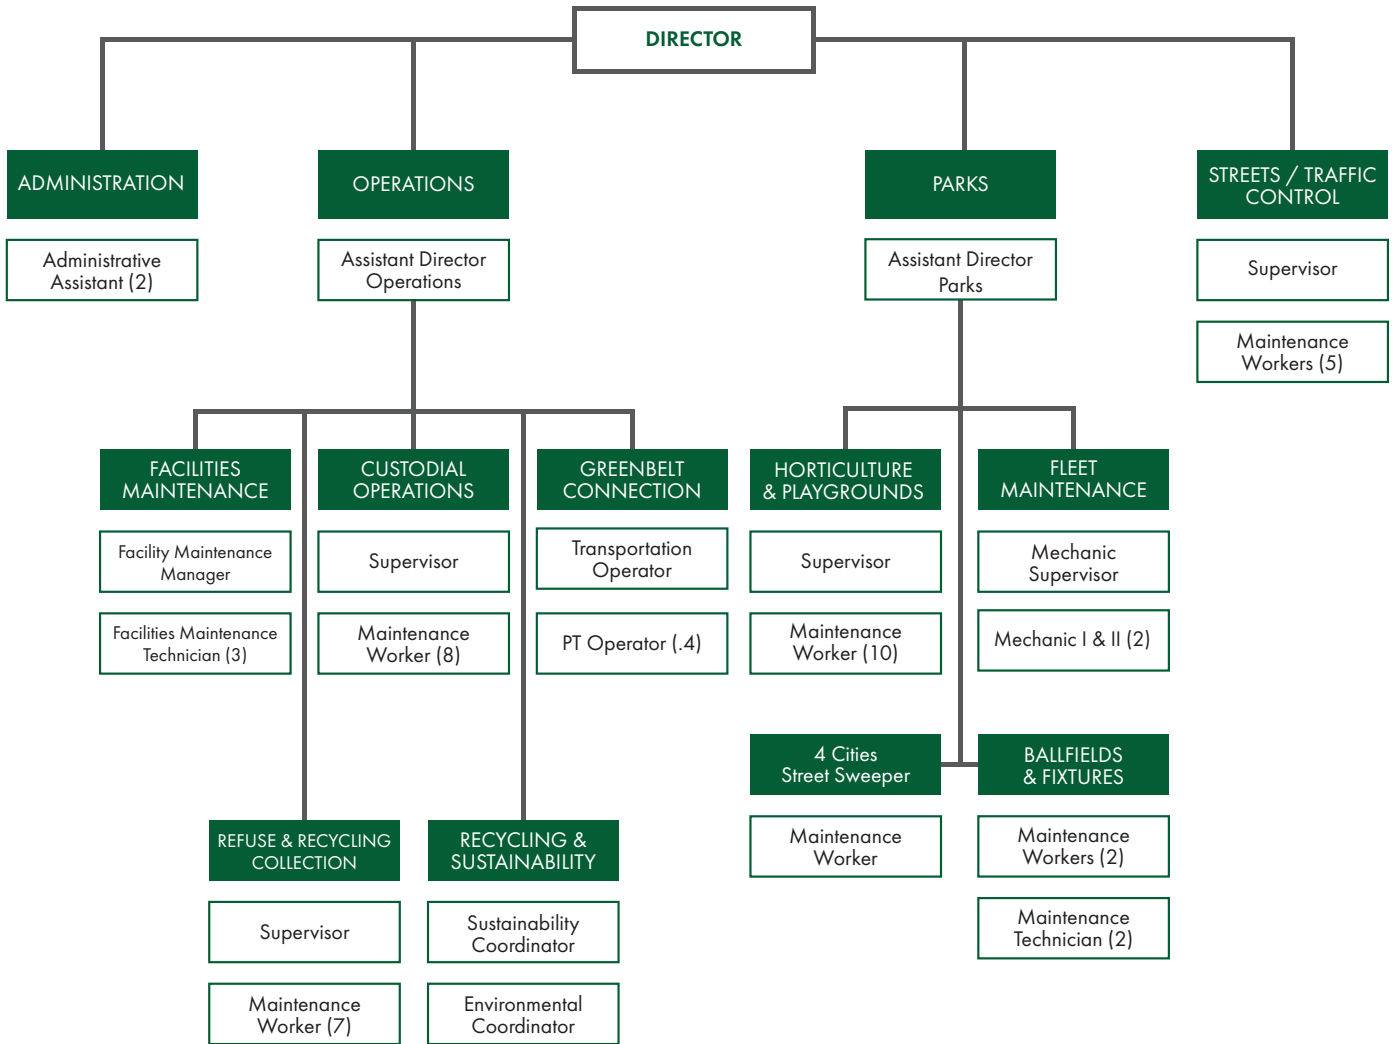 DIRECTOR
ADMINISTRATION
Administrative
Assistant (2)
OPERATIONS
Assistant Director
Operations
PARKS
Assistant Director
Parks
STREETS / TRAFFIC
CONTROL
Supervisor
Maintenance
Workers (5)
FACILITIES
MAINTENANCE
Facility Maintenance
Manager
Facilities Maintenance
Technician (3)
CUSTODIAL
OPERATIONS
Supervisor
Maintenance
Worker (8)
GREENBELT
CONNECTION
Transportation
Operator
PT Operator (.4)
HORTICULTURE
& PLAYGROUNDS
Supervisor
Maintenance
Worker (10)
FLEET
MAINTENANCE
Mechanic
Supervisor
Mechanic I & II (2)
4 Cities
Street Sweeper
Maintenance
Worker
BALLFIELDS
& FIXTURES
Maintenance
Workers (2)
Maintenance
Technician (2)
REFUSE & RECYCLING
COLLECTION
Supervisor
Maintenance
Worker (7)
RECYCLING &
SUSTAINABILITY
Sustainability
Coordinator
Environmental
Coordinator